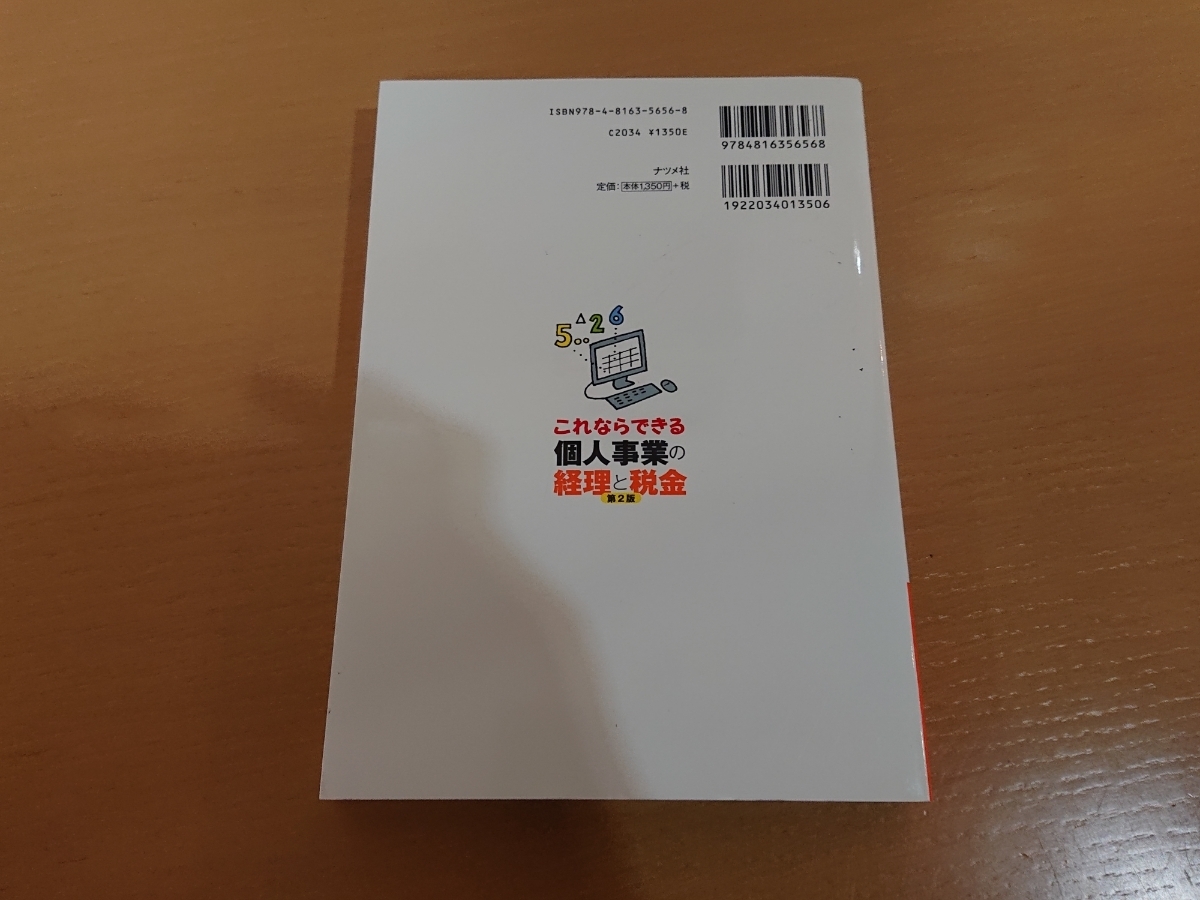 ISBN978-4-8163-5656-8
C2034 ¥1350E
9784816356568
ナツメ社
定価:本体1,350円+税
1922034013506
5 △ 2 6
これならできる
個人事業の
経理と税金
第2版